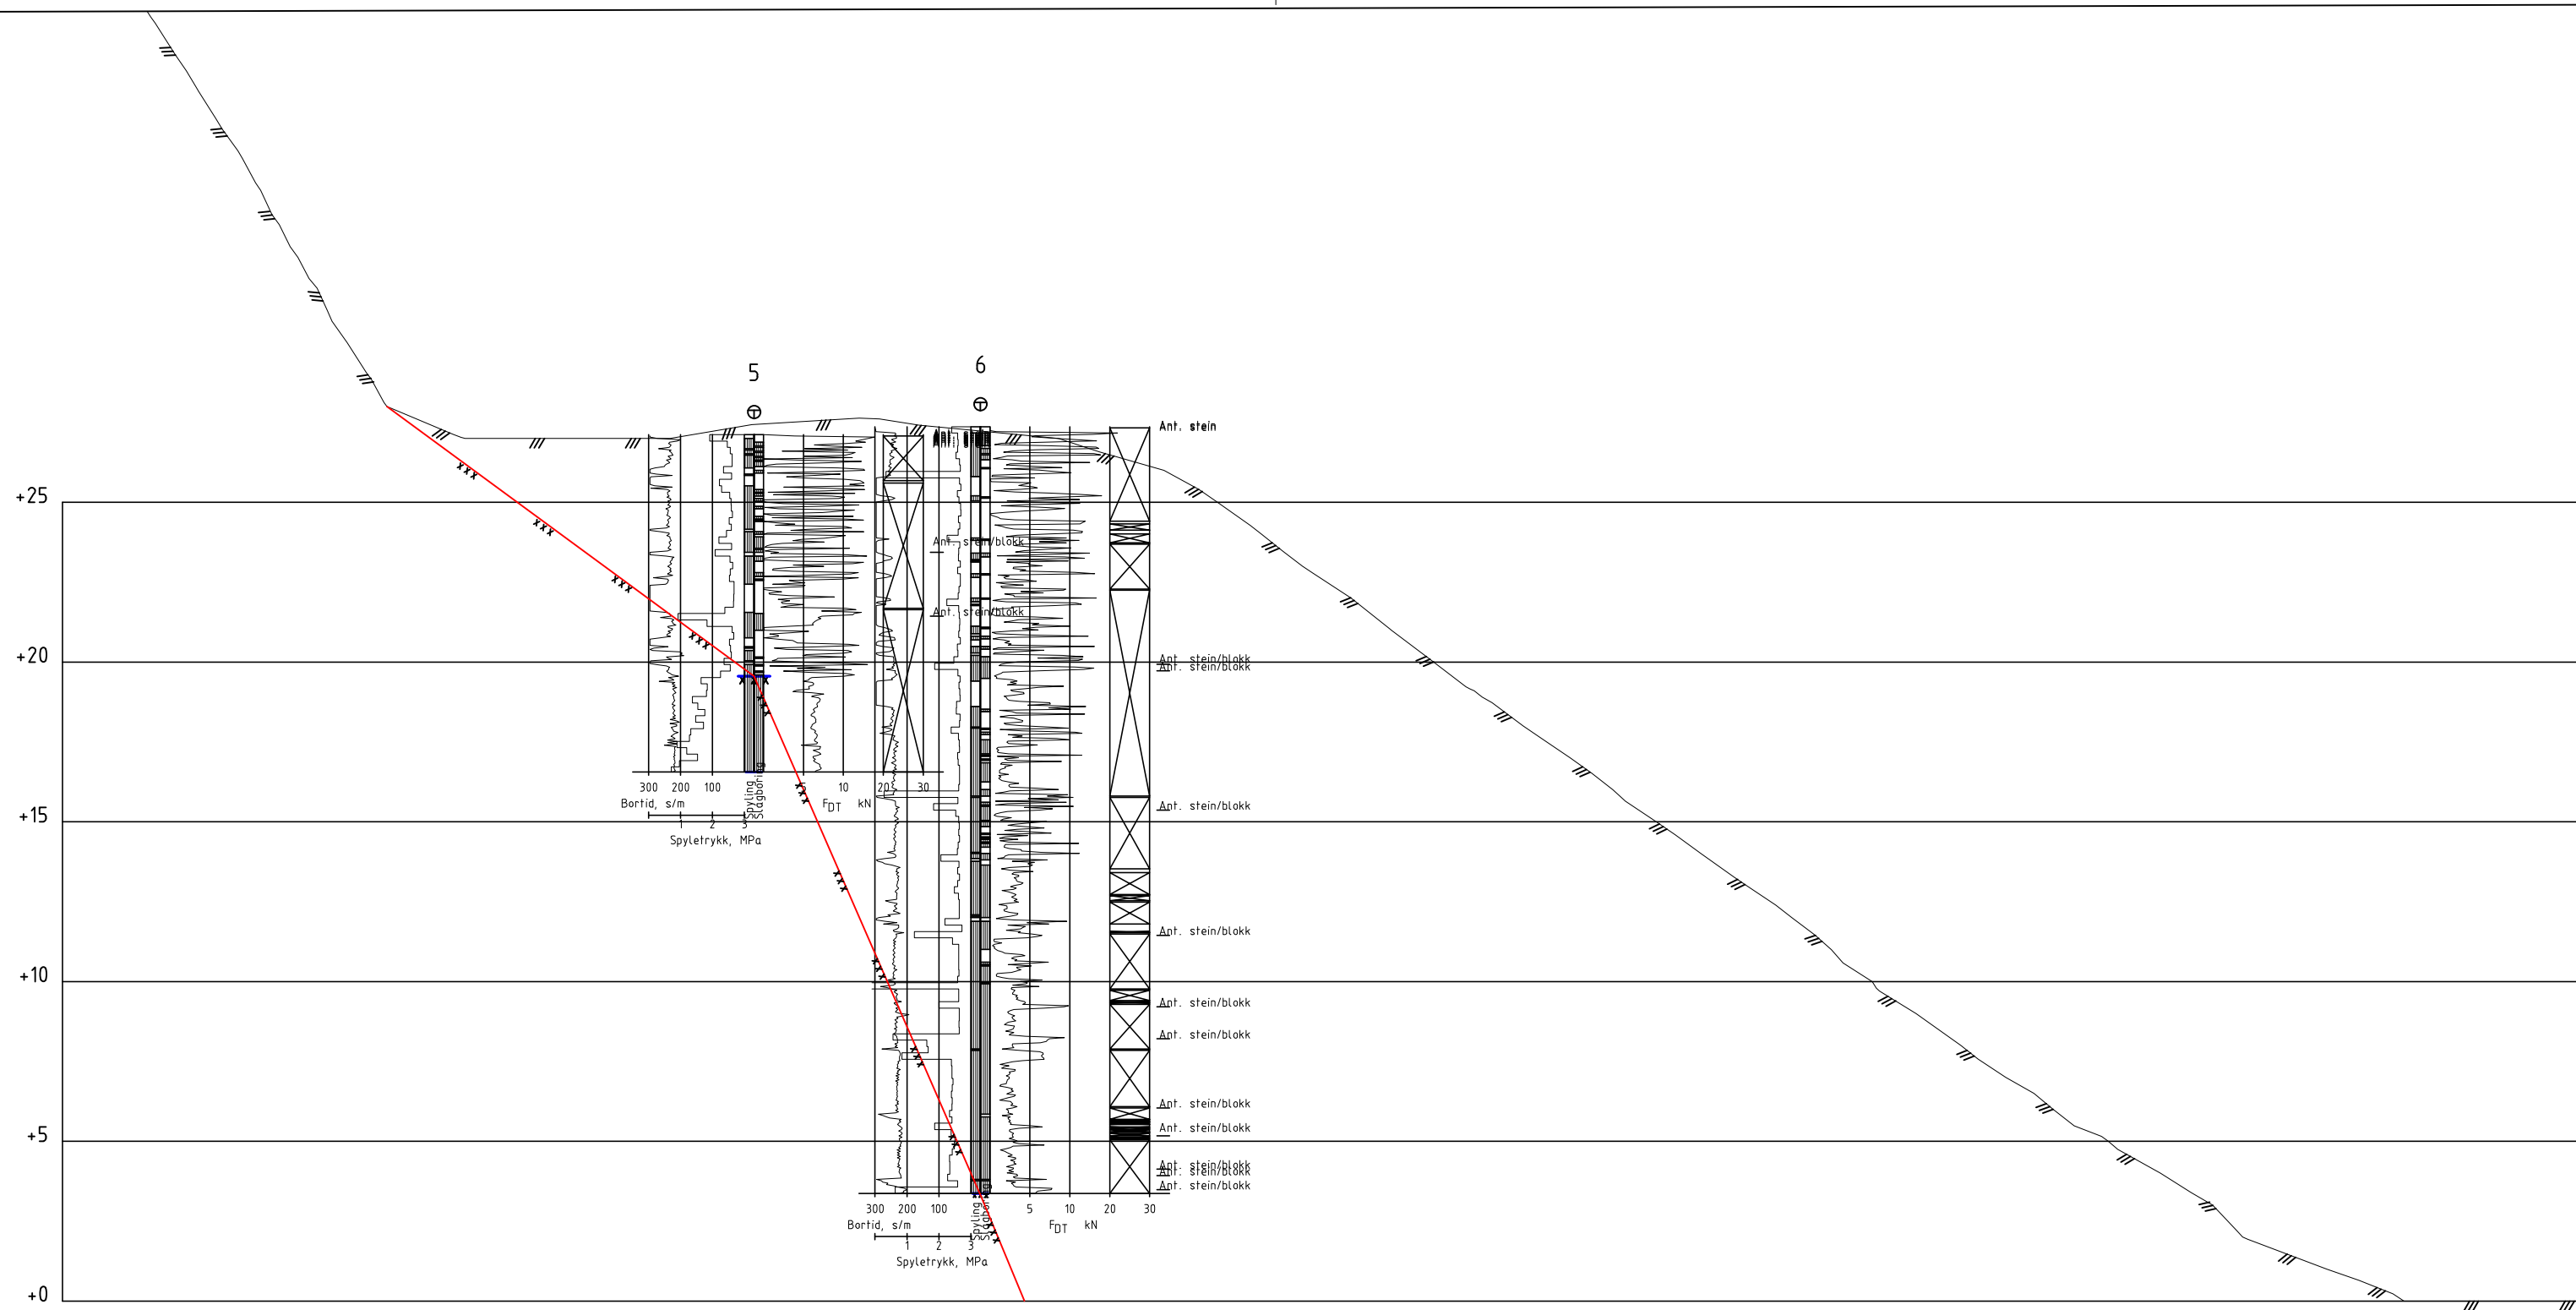 6
5
Ant. stein
+25
Ant. stein/blokk
Ant. stein/blokk
+20
Ant. stein/blokk
Ant. stein/blokk
300 200 100
5 10 20 30
Bortid, s/m
Spyling
Slagboring
FDT kN
1 2 3
Spyletrykk, MPa
Ant. stein/blokk
+15
Ant. stein/blokk
+10
Ant. stein/blokk
Ant. stein/blokk
Ant. stein/blokk
+5
Ant. stein/blokk
Ant. stein/blokk
Ant. stein/blokk
Ant. stein/blokk
300 200 100
5 10 20 30
Bortid, s/m
Spyling
Slagboring
FDT kN
1 2 3
Spyletrykk, MPa
+0